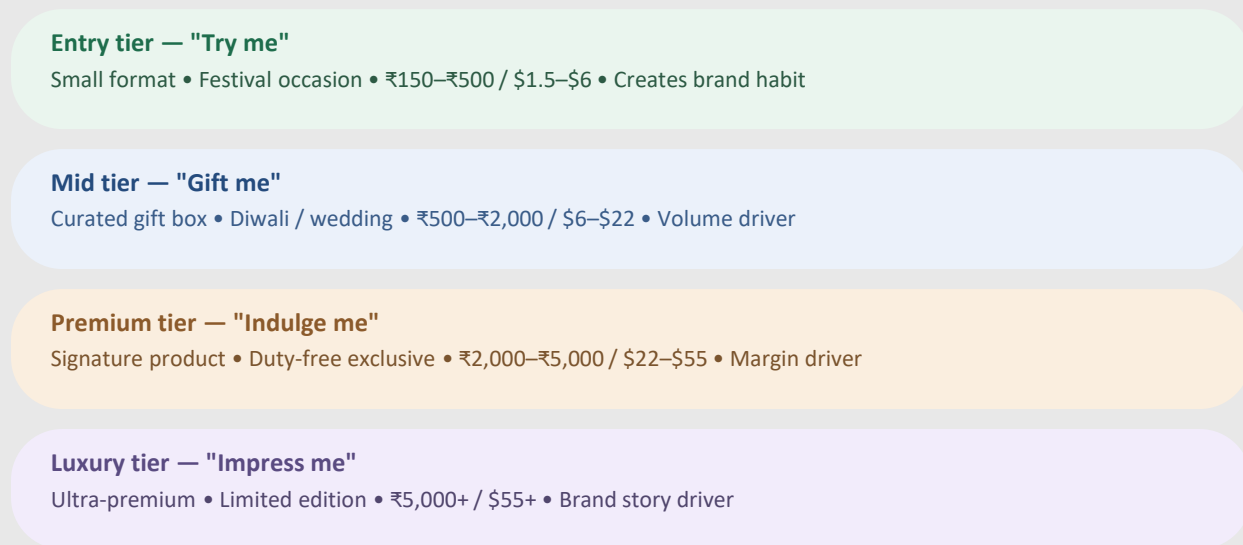 Entry tier — "Try me"
Small format • Festival occasion • ₹150–₹500 / $1.5–$6 • Creates brand habit
Mid tier — "Gift me"
Curated gift box • Diwali / wedding • ₹500–₹2,000 / $6–$22 • Volume driver
Premium tier — "Indulge me"
Signature product • Duty-free exclusive • ₹2,000–₹5,000 / $22–$55 • Margin driver
Luxury tier — "Impress me"
Ultra-premium • Limited edition • ₹5,000+ / $55+ • Brand story driver